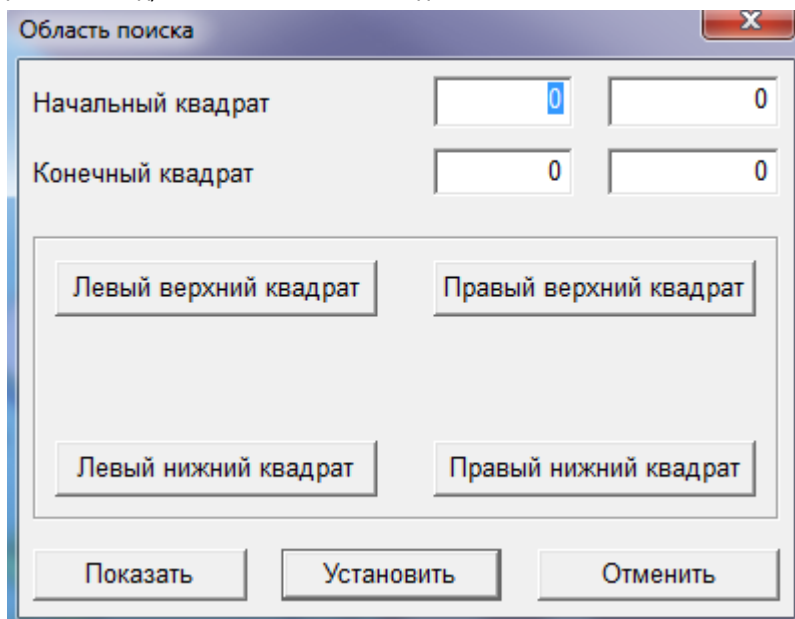 Область поиска
Начальный квадрат 0 0
Конечный квадрат 0 0
Левый верхний квадрат Правый верхний квадрат
Левый нижний квадрат Правый нижний квадрат
Показать Установить Отменить